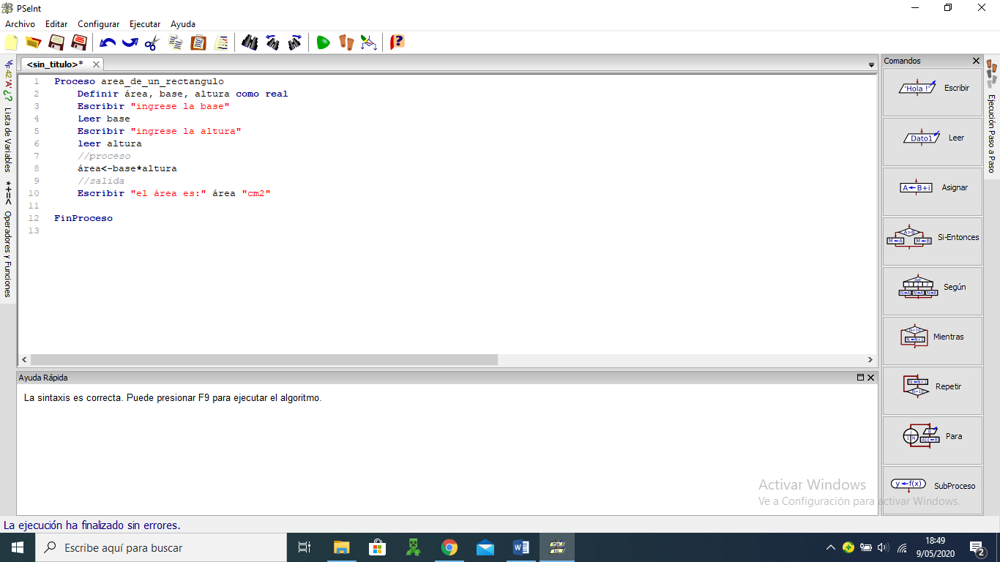 PSeInt
Archivo Editar Configurar Ejecutar Ayuda
<sin_titulo>*
Lista de Variables
Operadores y Funciones
1 Proceso area_de_un_rectangulo
2 Definir área, base, altura como real
3 Escribir "ingrese la base"
4 Leer base
5 Escribir "ingrese la altura"
6 leer altura
7 //proceso
8 área<-base*altura
9 //salida
10 Escribir "el área es:" área "cm2"
11
12 FinProceso
13
Ayuda Rápida
La sintaxis es correcta. Puede presionar F9 para ejecutar el algoritmo.
Comandos
'Hola !' Escribir
Dato1 Leer
A←B+i Asignar
A>B
M←A M←B Si-Entonces
Según
Mientras
Repetir
Para
y←f(x) SubProceso
Ejecución Paso a Paso
Activar Windows
Ve a Configuración para activar Windows.
La ejecución ha finalizado sin errores.
Escribe aquí para buscar
18:49
9/05/2020
2